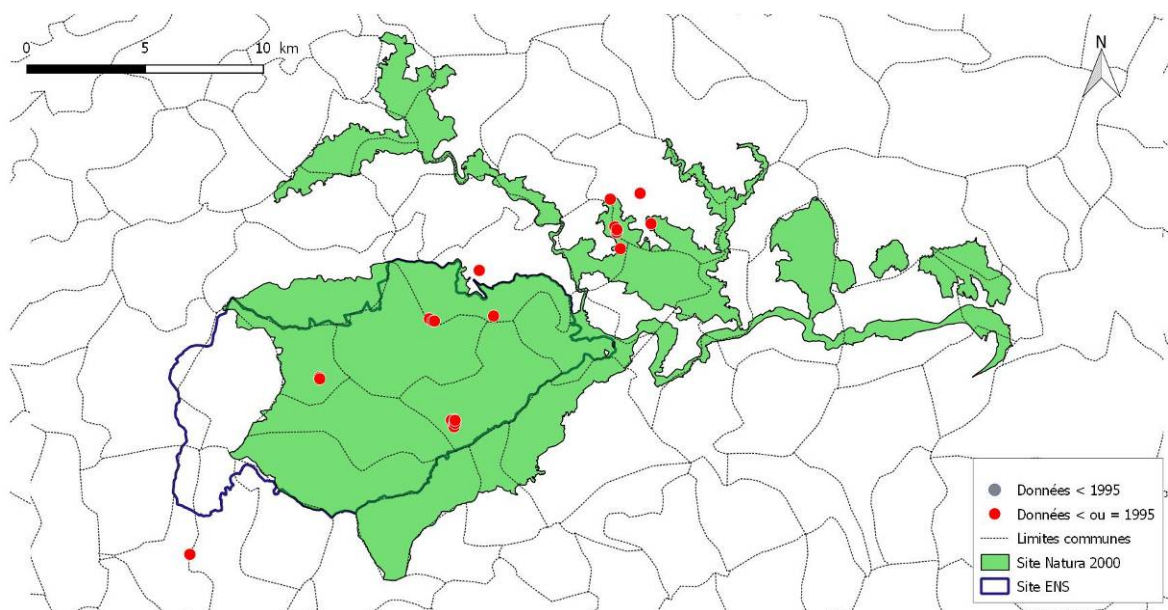 0 5 10 km
N
Données < 1995
Données < ou = 1995
Limites communes
Site Natura 2000
Site ENS